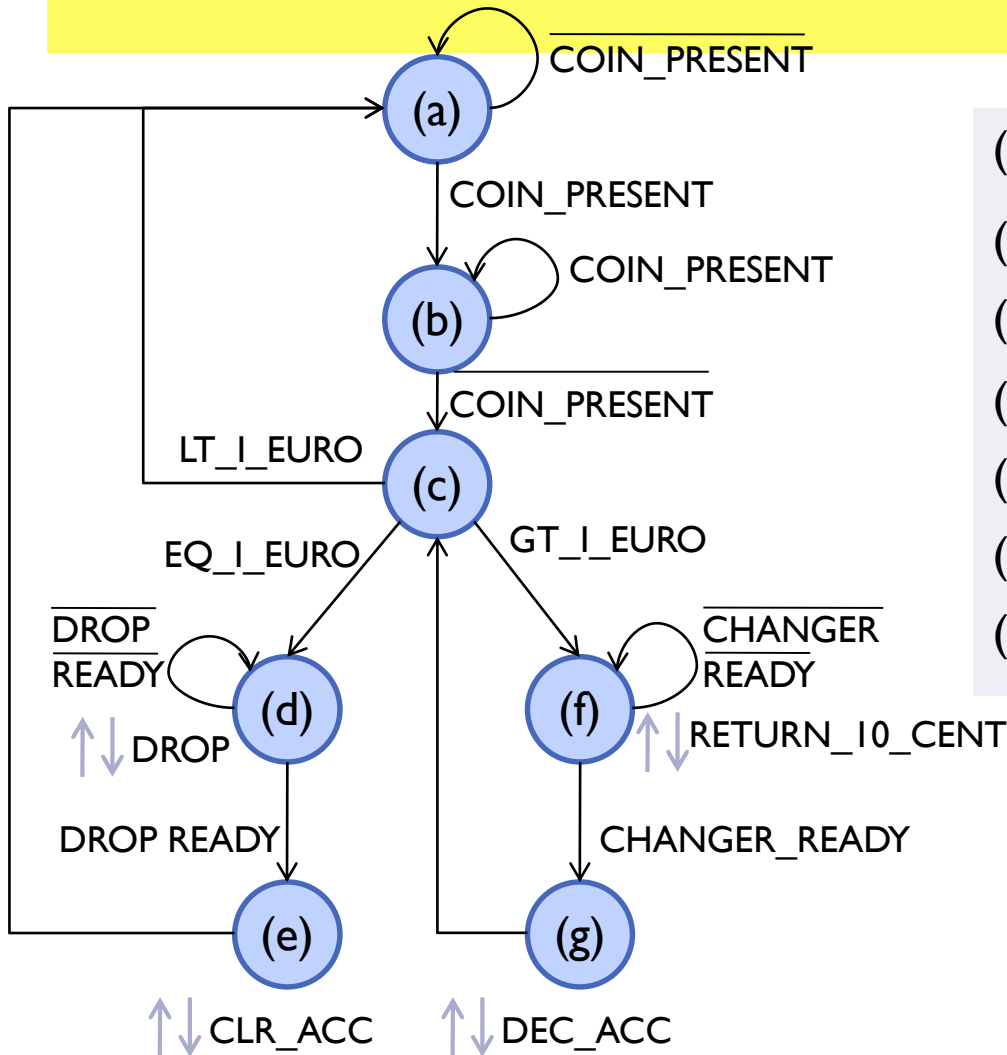 COIN_PRESENT
(a)
(
COIN_PRESENT
(
COIN_PRESENT
(b)
(
COIN_PRESENT
(
LT_1_EURO
(c)
(
EQ_1_EURO
GT_1_EURO
(
DROP
READY
CHANGER
READY
(
(d)
(f)
DROP
RETURN_10_CENT
DROP READY
CHANGER_READY
(e)
(g)
CLR_ACC
DEC_ACC